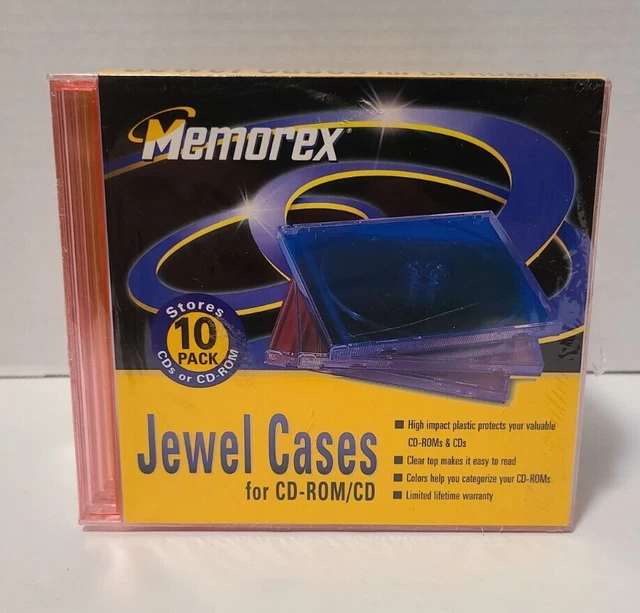 Memorex®
Stores
10
PACK
CDs or CD-ROM
Jewel Cases
for CD-ROM/CD
High impact plastic protects your valuable
CD-ROMs & CDs
Clear top makes it easy to read
Colors help you categorize your CD-ROMs
Limited lifetime warranty